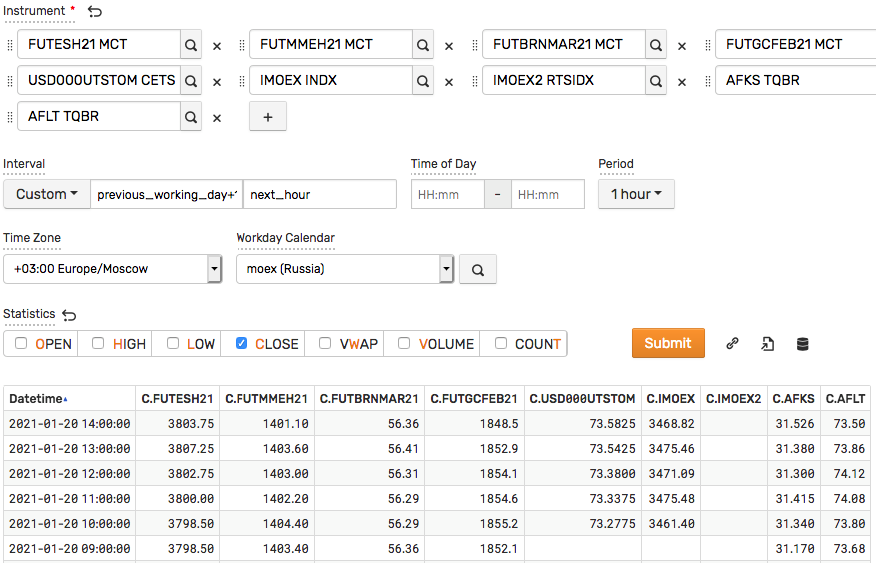 Instrument *
FUTESH21 MCT FUTMMEH21 MCT FUTBRNMAR21 MCT FUTGCFEB21 MCT
USD000UTSTOM CETS IMOEX INDX IMOEX2 RTSIDX AFKS TQBR
AFLT TQBR +
Interval Time of Day Period
Custom previous_working_day+ next_hour HH:mm - HH:mm 1 hour
Time Zone Workday Calendar
+03:00 Europe/Moscow moex (Russia)
Statistics
OPEN HIGH LOW CLOSE VWAP VOLUME COUNT Submit
Datetime C.FUTESH21 C.FUTMMEH21 C.FUTBRNMAR21 C.FUTGCFEB21 C.USD000UTSTOM C.IMOEX C.IMOEX2 C.AFKS C.AFLT
2021-01-20 14:00:00 3803.75 1401.10 56.36 1848.5 73.5825 3468.82 31.526 73.50
2021-01-20 13:00:00 3807.25 1403.60 56.41 1852.9 73.5425 3475.46 31.380 73.86
2021-01-20 12:00:00 3802.75 1403.00 56.31 1854.1 73.3800 3471.09 31.300 74.12
2021-01-20 11:00:00 3800.00 1402.20 56.29 1854.6 73.3375 3475.48 31.415 74.08
2021-01-20 10:00:00 3798.50 1404.40 56.29 1855.2 73.2775 3461.40 31.340 73.80
2021-01-20 09:00:00 3798.50 1403.40 56.36 1852.1 31.170 73.68